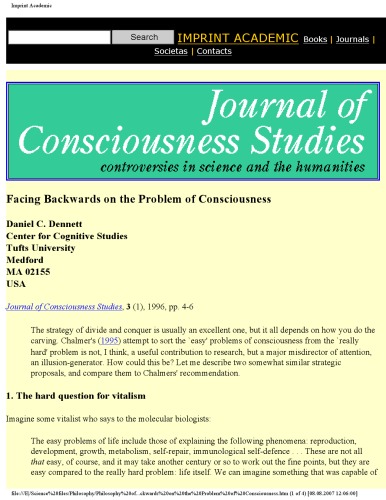 Imprint Academic
Search IMPRINT ACADEMIC Books | Journals |
Societas | Contacts
Journal of
Consciousness Studies
controversies in science and the humanities
Facing Backwards on the Problem of Consciousness
Daniel C. Dennett
Center for Cognitive Studies
Tufts University
Medford
MA 02155
USA
Journal of Consciousness Studies, 3 (1), 1996, pp. 4-6
The strategy of divide and conquer is usually an excellent one, but it all depends on how you do the
carving. Chalmer's (1995) attempt to sort the `easy' problems of consciousness from the `really
hard' problem is not, I think, a useful contribution to research, but a major misdirector of attention,
an illusion-generator. How could this be? Let me describe two somewhat similar strategic
proposals, and compare them to Chalmers' recommendation.
1. The hard question for vitalism
Imagine some vitalist who says to the molecular biologists:
The easy problems of life include those of explaining the following phenomena: reproduction,
development, growth, metabolism, self-repair, immunological self-defence . . . These are not all
that easy, of course, and it may take another century or so to work out the fine points, but they are
easy compared to the really hard problem: life itself. We can imagine something that was capable of
file:///E|/Science%20files/Philosophy/Philosophy%20of...ckwards%20on%20the%20Problem%20of%20Consciousness.htm (1 of 4) [08.08.2007 12:06:00]